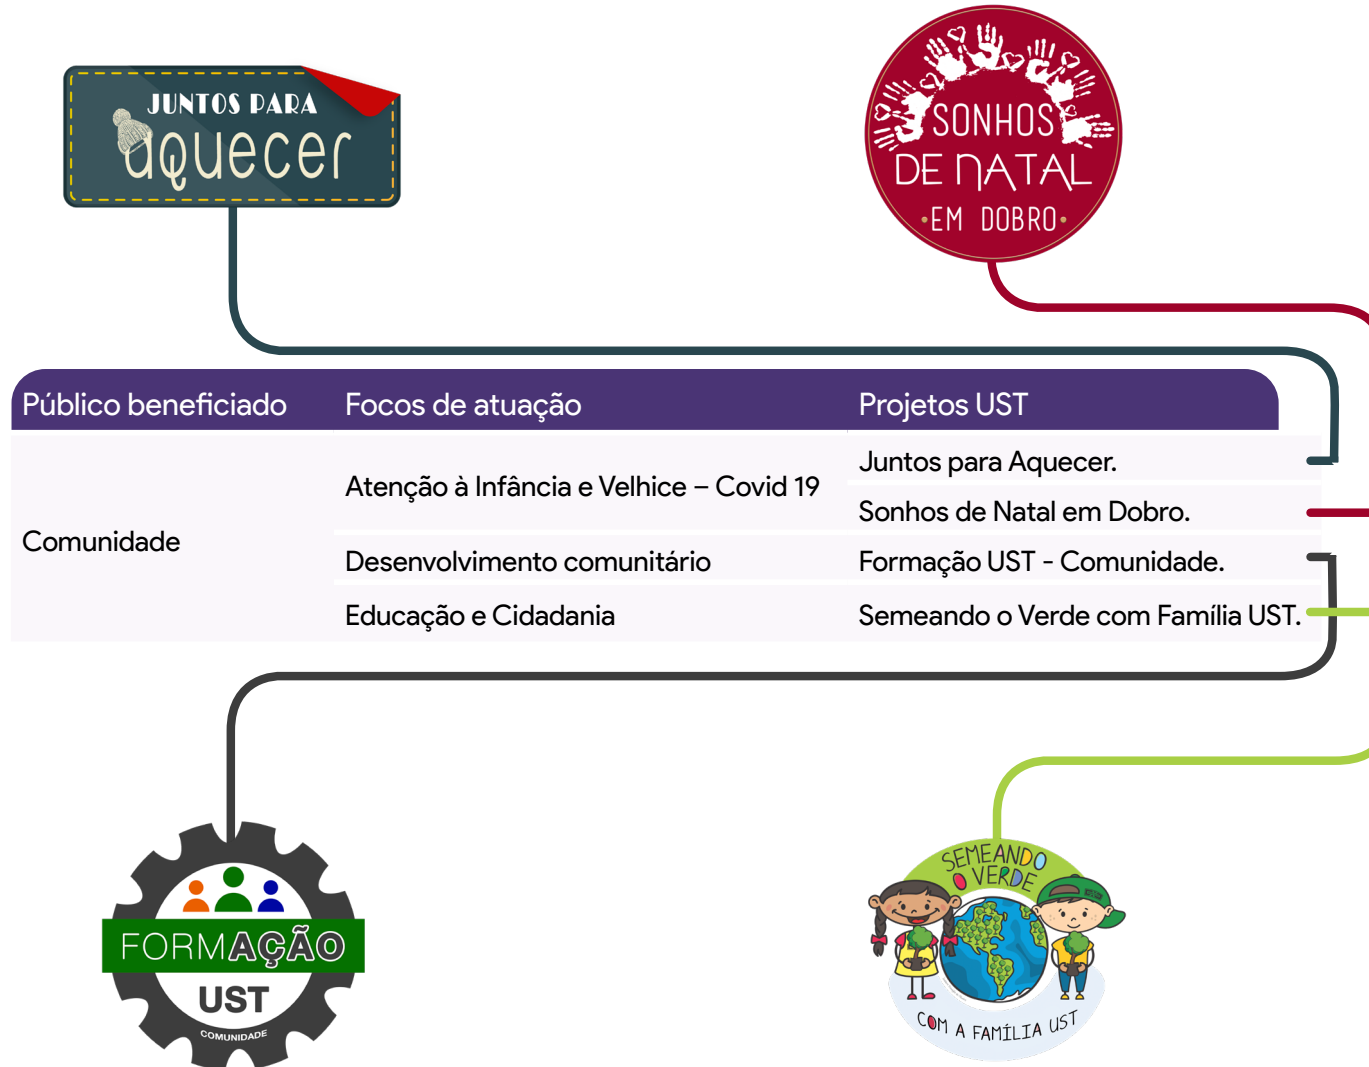 JUNTOS PARA
aquecer
SONHOS
DE NATAL
•EM DOBRO•
Público beneficiado Focos de atuação Projetos UST
Comunidade
Atenção à Infância e Velhice – Covid 19
Juntos para Aquecer.
Sonhos de Natal em Dobro.
Desenvolvimento comunitário Formação UST - Comunidade.
Educação e Cidadania Semeando o Verde com Família UST.
FORMAÇÃO
UST
COMUNIDADE
SEMEANDO
O VERDE
COM A FAMÍLIA UST